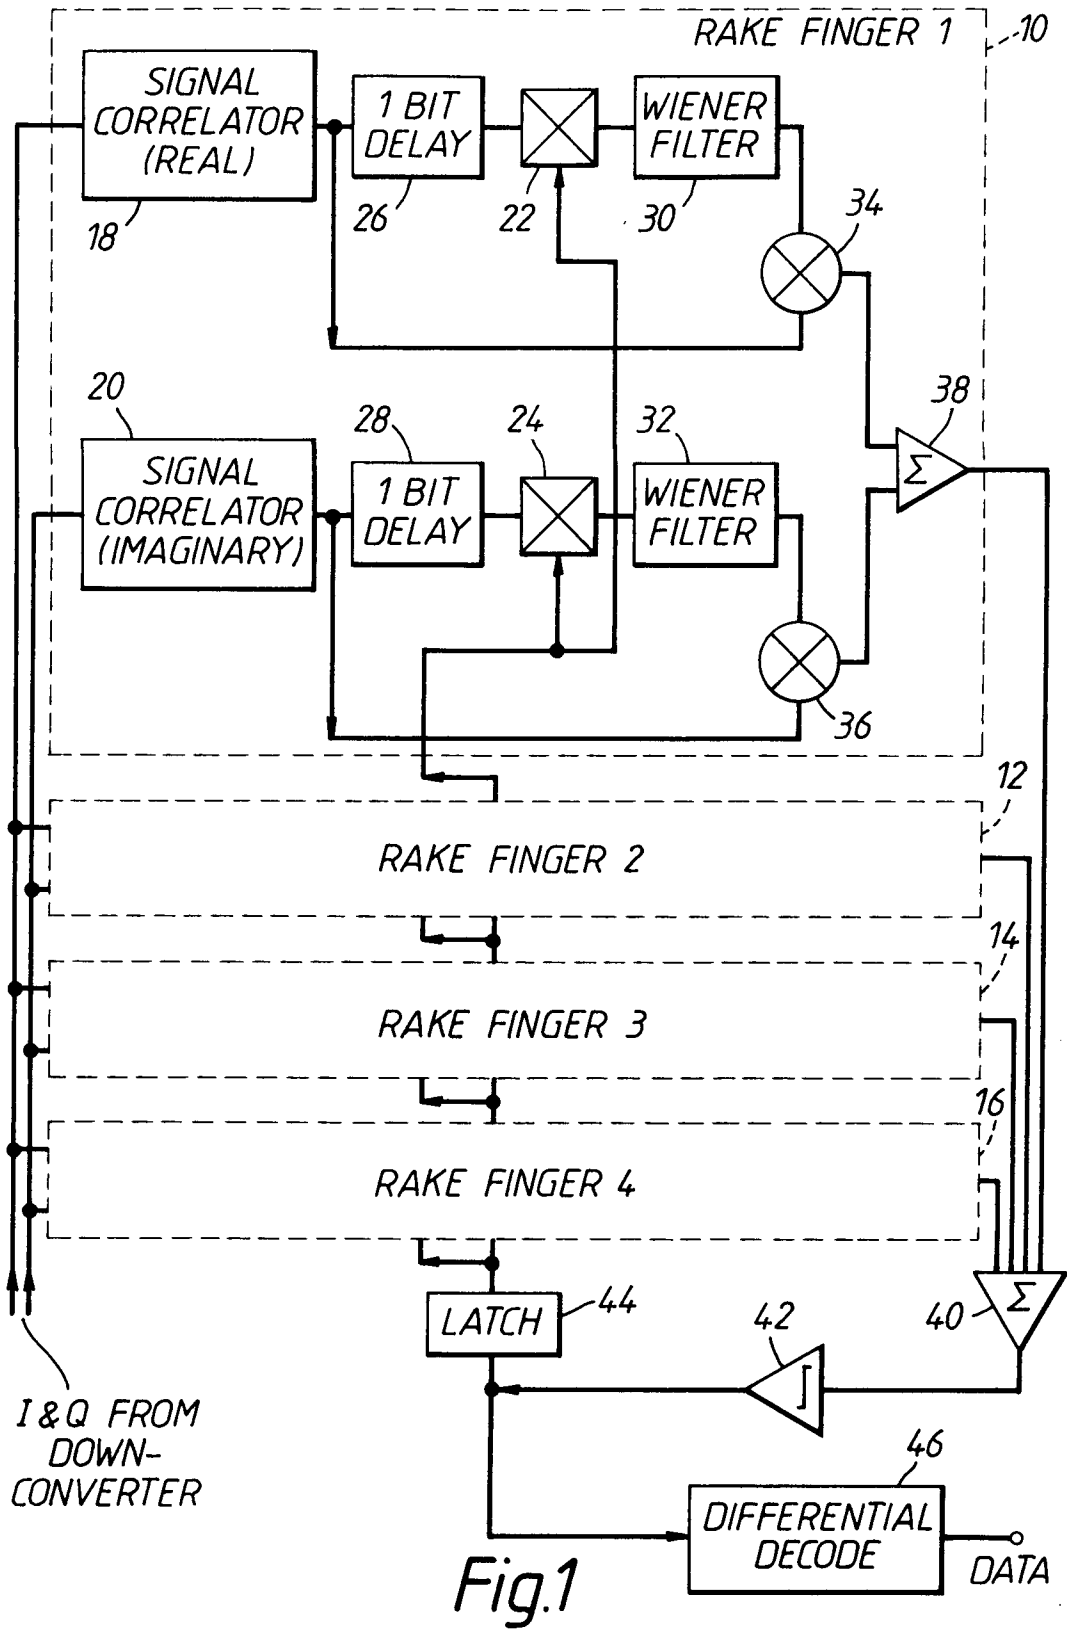 RAKE FINGER 1
10
SIGNAL
CORRELATOR
(REAL)
18
1 BIT
DELAY
26
22
WIENER
FILTER
30
34
20
SIGNAL
CORRELATOR
(IMAGINARY)
28
1 BIT
DELAY
24
32
WIENER
FILTER
36
38
Σ
12
RAKE FINGER 2
14
RAKE FINGER 3
16
RAKE FINGER 4
LATCH
44
42
40
Σ
I & Q FROM
DOWN-
CONVERTER
46
DIFFERENTIAL
DECODE
DATA
Fig.1